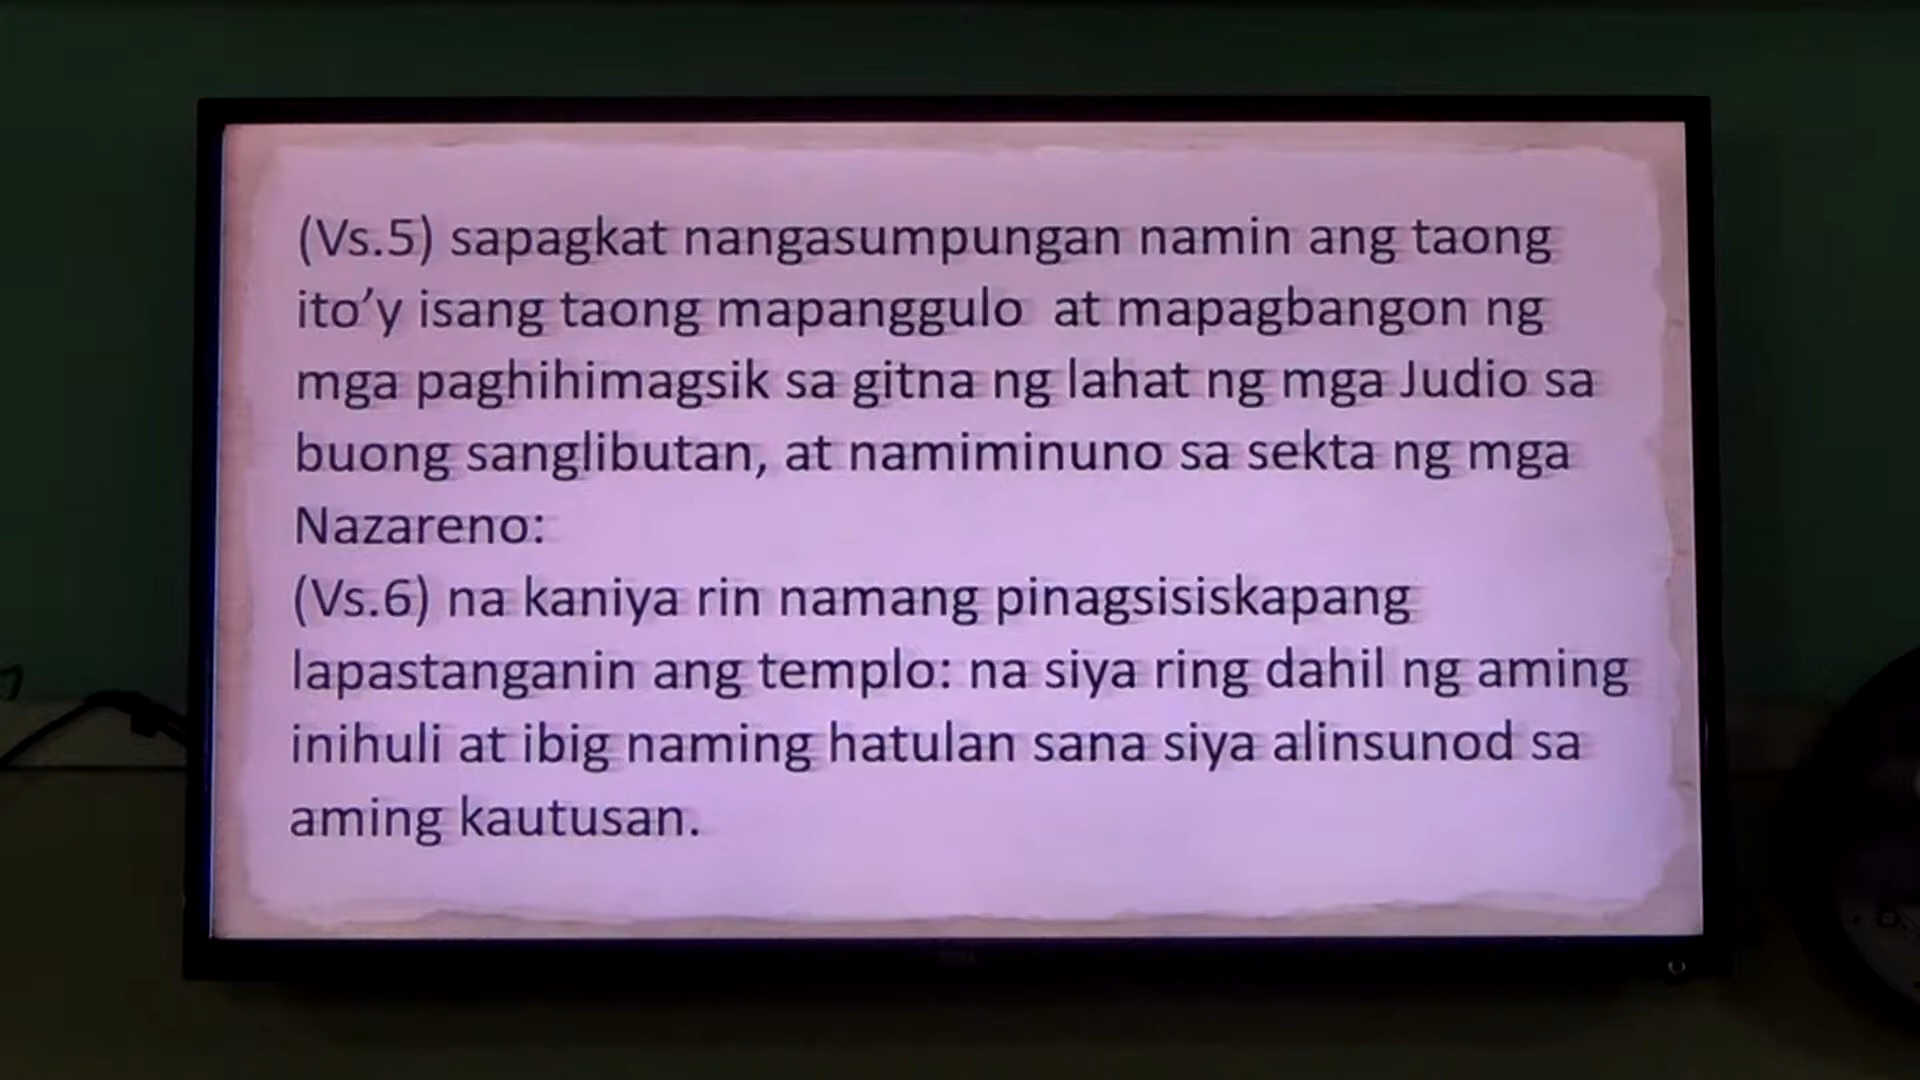 (Vs.5) sapagkat nangasumpungan namin ang taong
ito’y isang taong mapanggulo at mapagbangon ng
mga paghihimagsik sa gitna ng lahat ng mga Judio sa
buong sanglibutan, at namiminuno sa sekta ng mga
Nazareno:
(Vs.6) na kaniya rin namang pinagsisiskapang
lapastanganin ang templo: na siya ring dahil ng aming
inihuli at ibig naming hatulan sana siya alinsunod sa
aming kautusan.